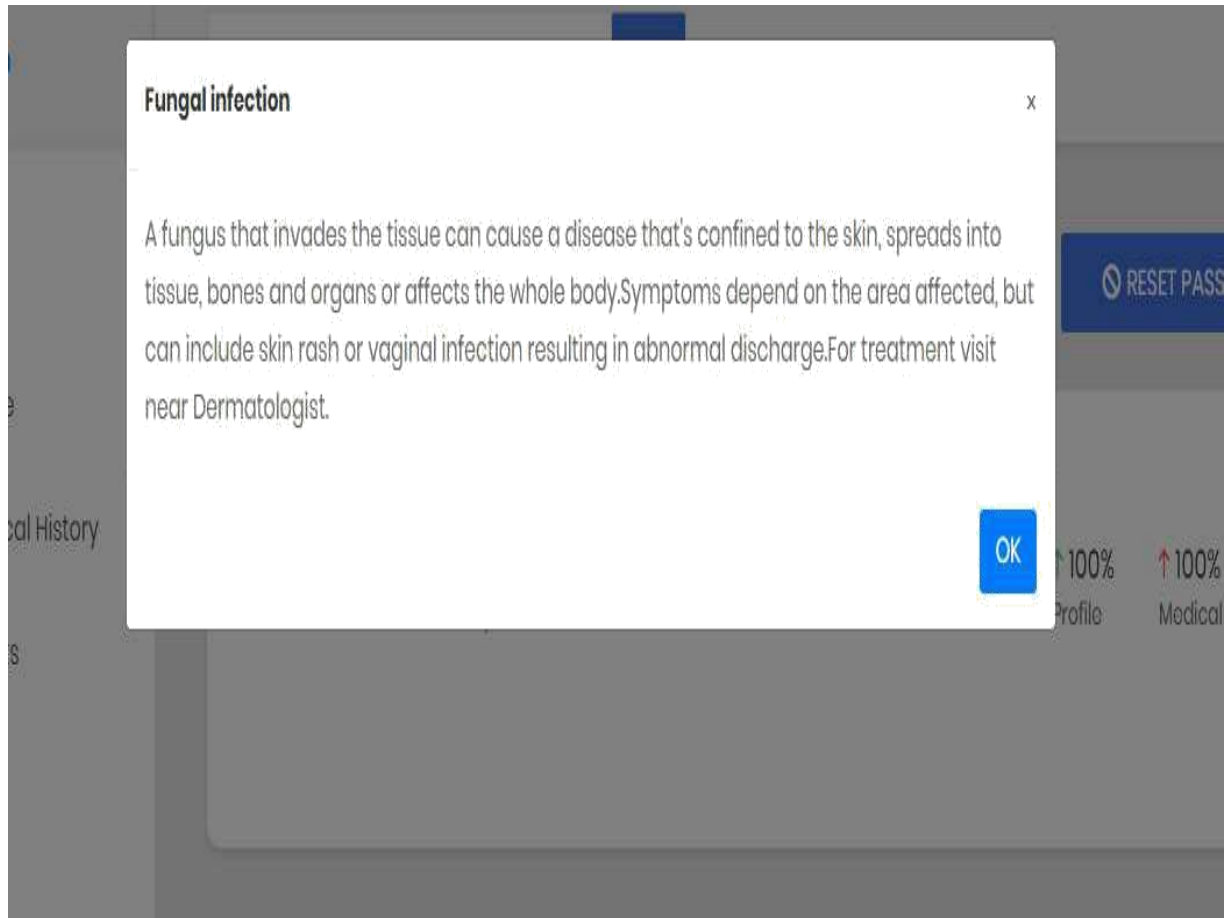 Fungal infection
x
A fungus that invades the tissue can cause a disease that's confined to the skin, spreads into
tissue, bones and organs or affects the whole body.Symptoms depend on the area affected, but
can include skin rash or vaginal infection resulting in abnormal discharge.For treatment visit
near Dermatologist.
RESET PASS
OK
History
100%
100%
Profile
Medical